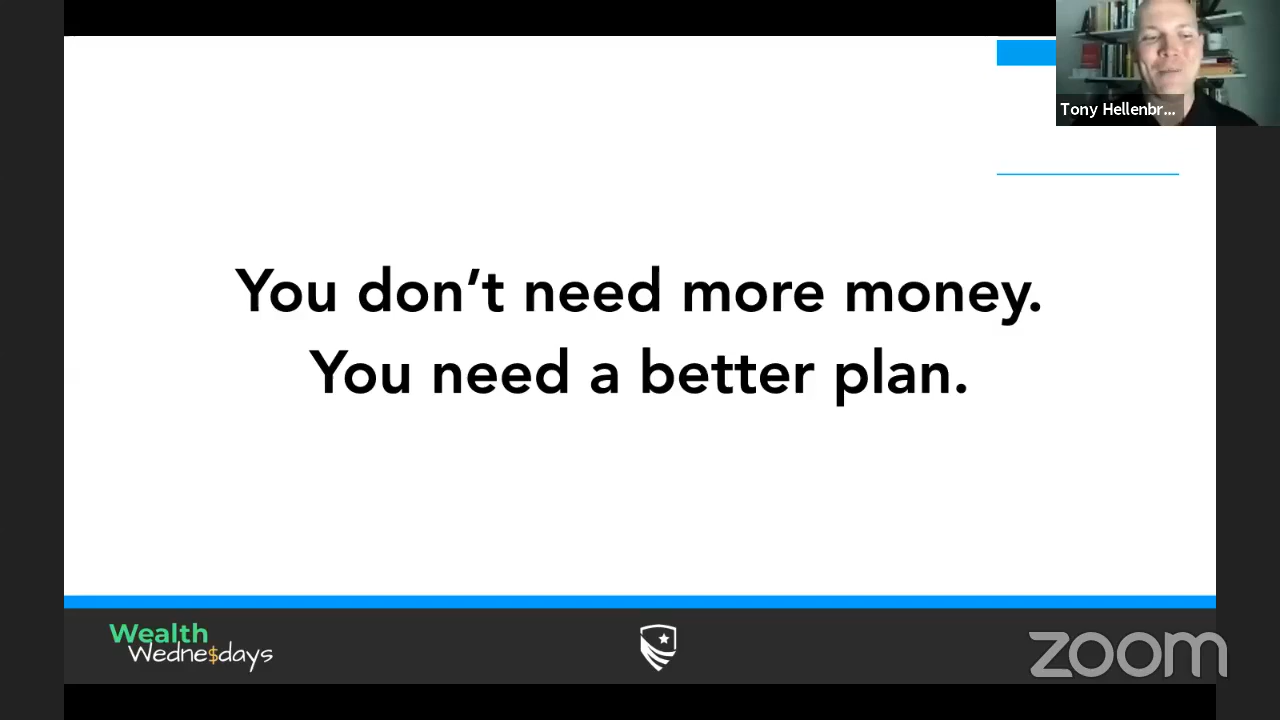 Tony Hellenbr...
You don’t need more money.
You need a better plan.
Wealth
Wedne$days
zoom